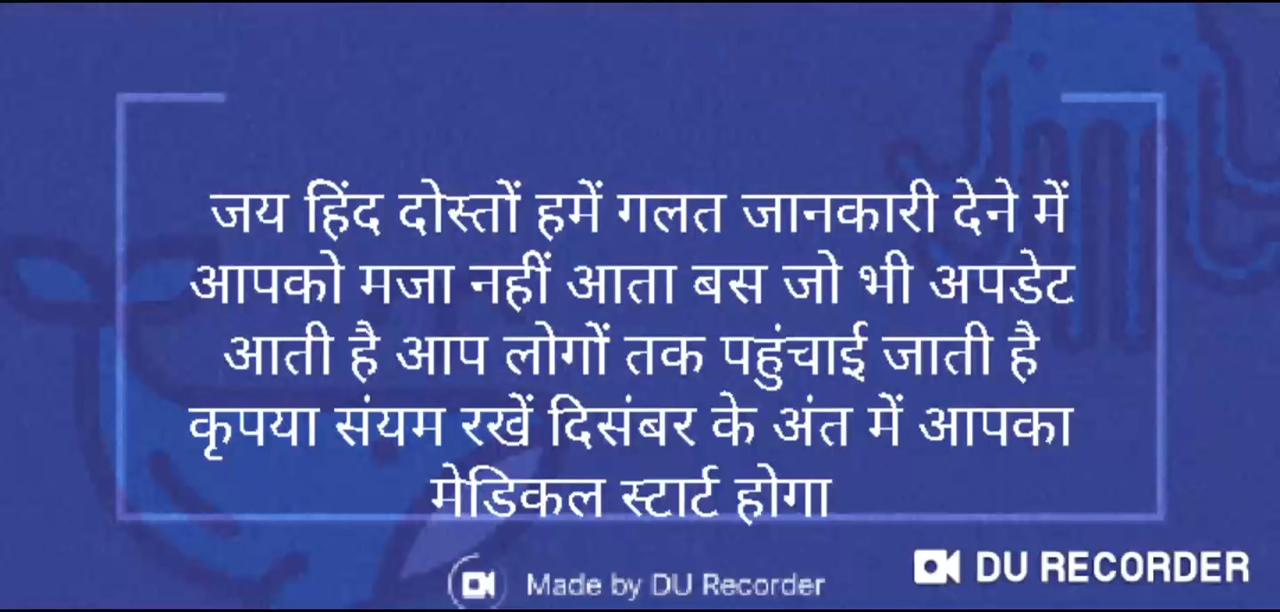 जय हिंद दोस्तों हमें गलत जानकारी देने में
आपको मजा नहीं आता बस जो भी अपडेट
आती है आप लोगों तक पहुंचाई जाती है
कृपया संयम रखें दिसंबर के अंत में आपका
मेडिकल स्टार्ट होगा
Made by DU Recorder
DU RECORDER